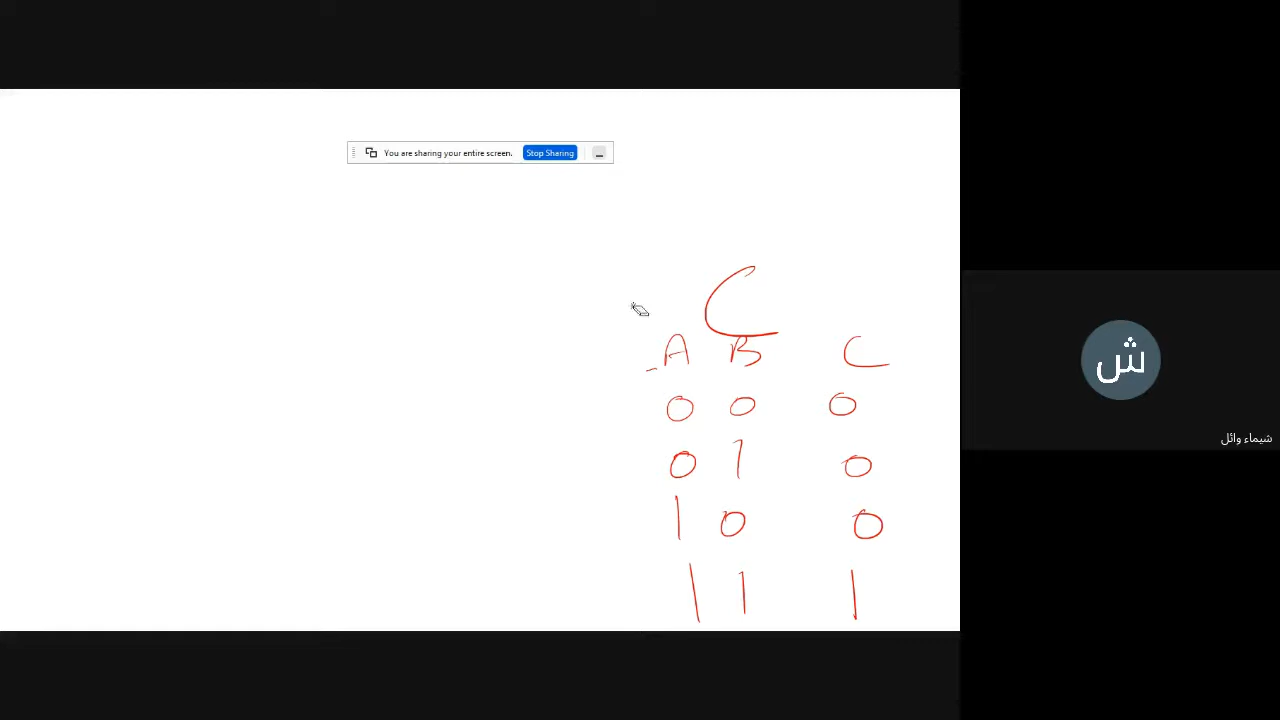 You are sharing your entire screen. Stop Sharing
C
A B C
0 0 0
0 1 0
1 0 0
1 1 1
ش
شيماء وائل